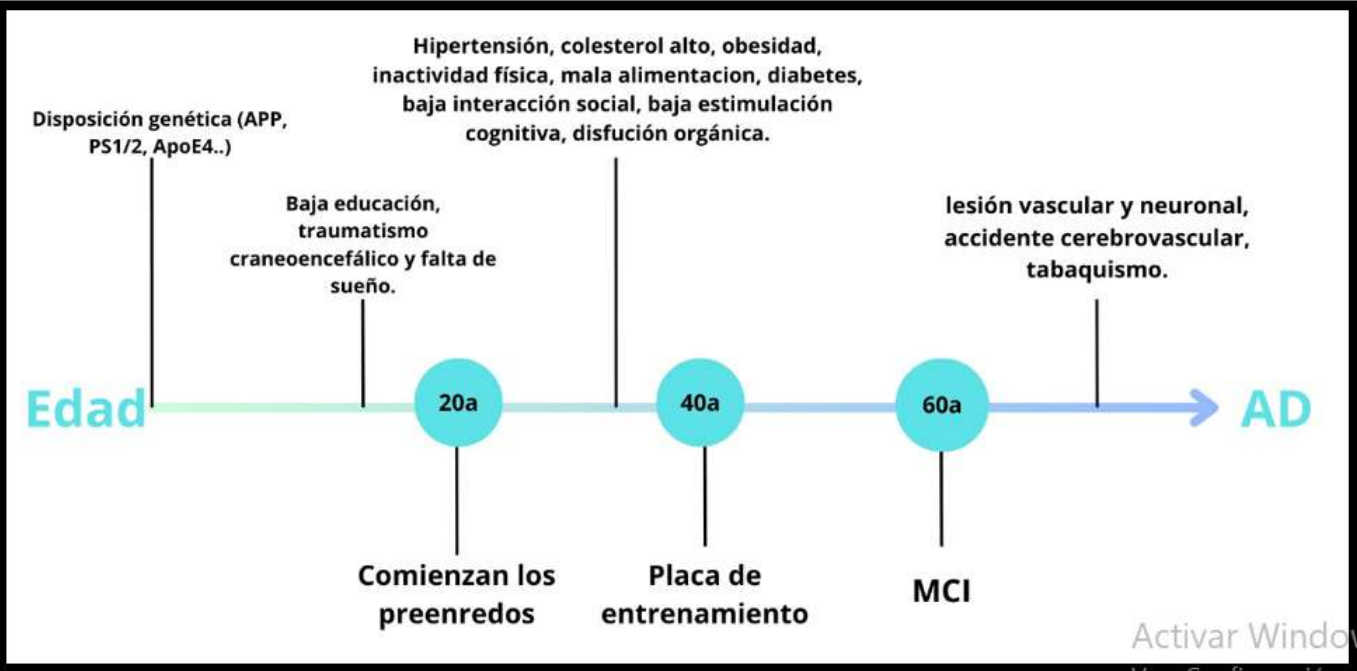 Hipertensión, colesterol alto, obesidad,
inactividad física, mala alimentacion, diabetes,
baja interacción social, baja estimulación
cognitiva, disfución orgánica.
Disposición genética (APP,
PS1/2, ApoE4..)
Baja educación,
traumatismo
craneoencefálico y falta de
sueño.
lesión vascular y neuronal,
accidente cerebrovascular,
tabaquismo.
Edad
20a
40a
60a
AD
Comienzan los
preenredos
Placa de
entrenamiento
MCI
Activar Window